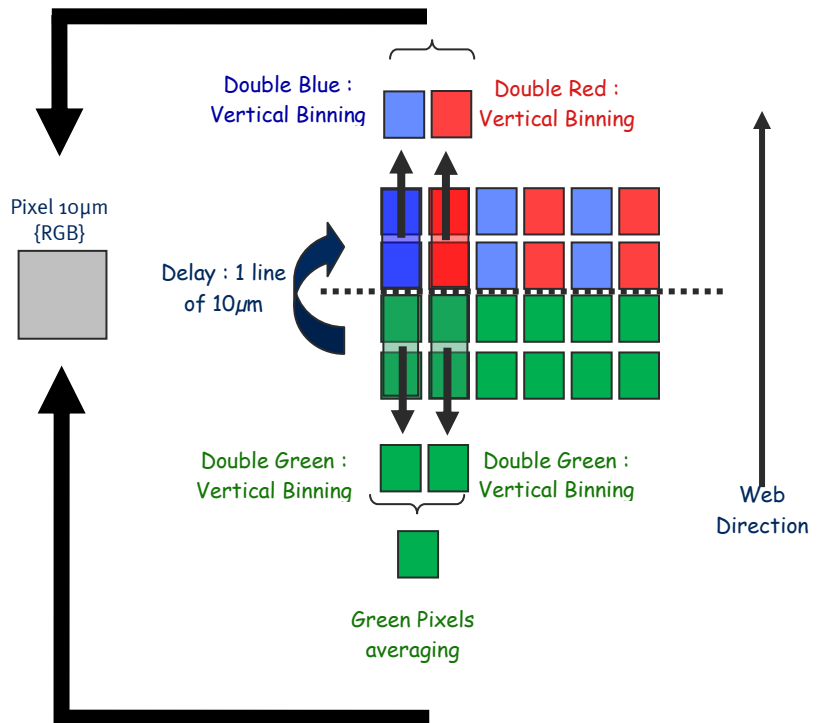 Double Blue :
Vertical Binning
Double Red :
Vertical Binning
Pixel 10µm
{RGB}
Delay : 1 line
of 10µm
Double Green :
Vertical Binning
Double Green :
Vertical Binning
Web
Direction
Green Pixels
averaging